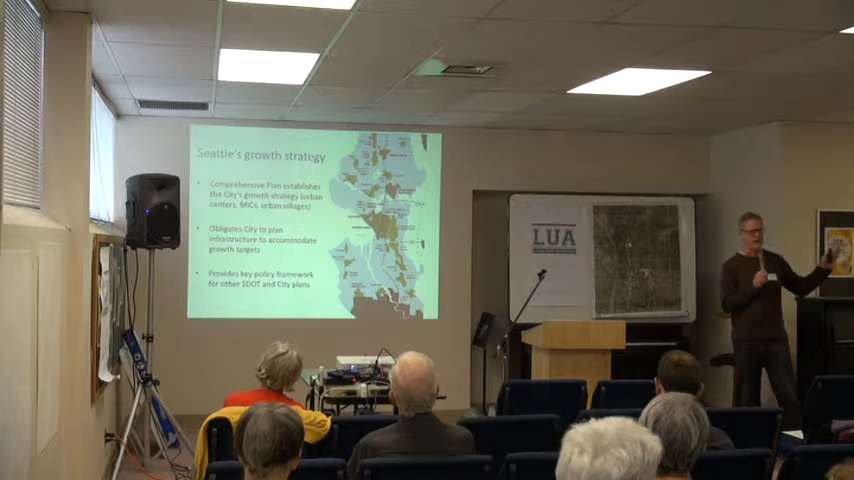 Seattle's growth strategy
• Comprehensive Plan establishes
the City's growth strategy (urban
centers, MICs, urban villages)
• Obligates City to plan
infrastructure to accommodate
growth targets
• Provides key policy framework
for other SDOT and City plans
LUA